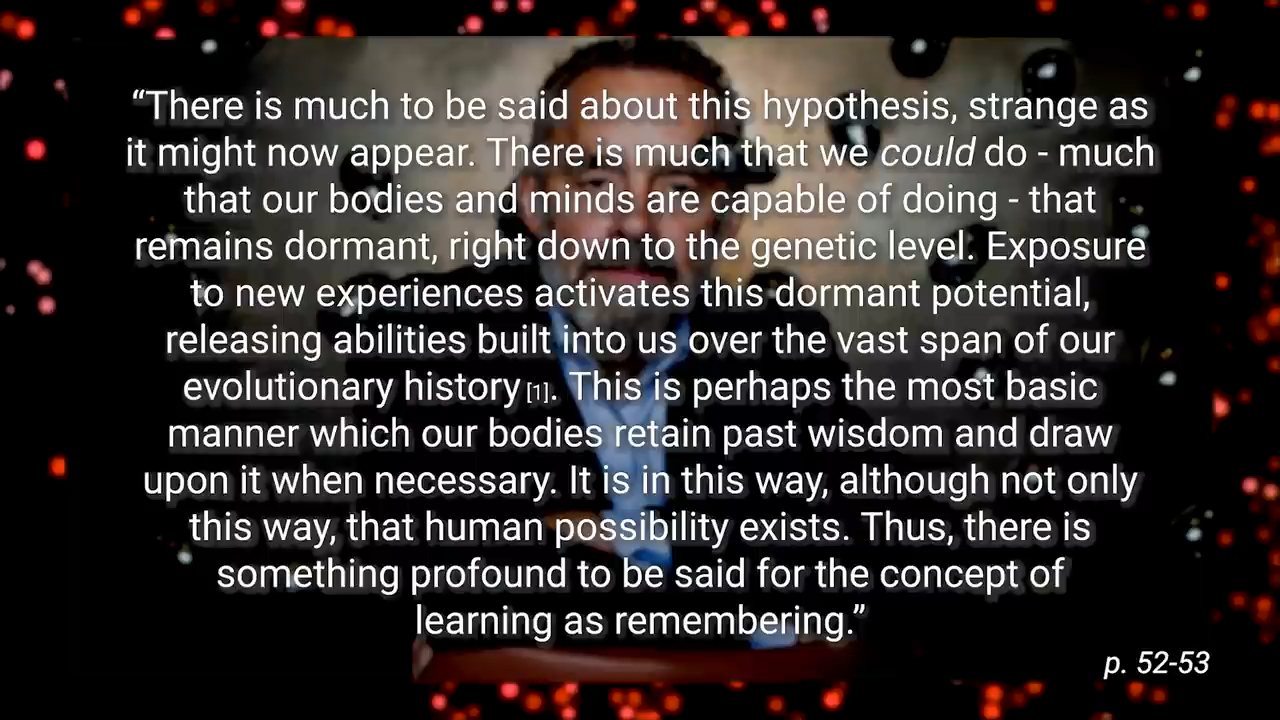 “There is much to be said about this hypothesis, strange as
it might now appear. There is much that we could do - much
that our bodies and minds are capable of doing - that
remains dormant, right down to the genetic level. Exposure
to new experiences activates this dormant potential,
releasing abilities built into us over the vast span of our
evolutionary history [1]. This is perhaps the most basic
manner which our bodies retain past wisdom and draw
upon it when necessary. It is in this way, although not only
this way, that human possibility exists. Thus, there is
something profound to be said for the concept of
learning as remembering.”
p. 52-53